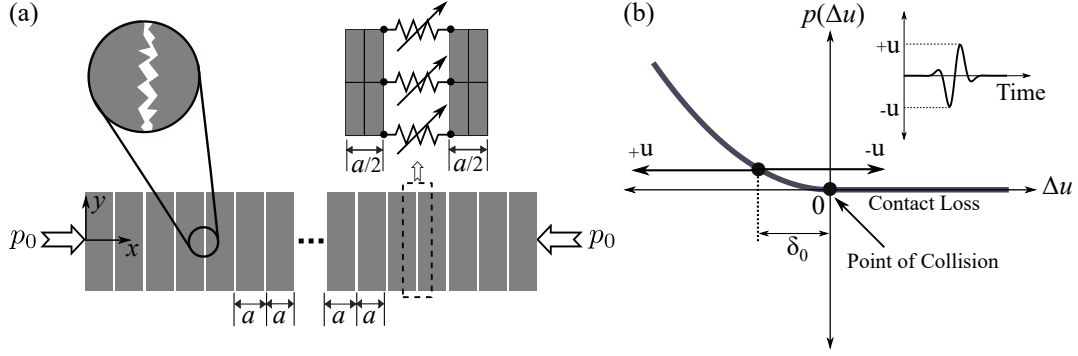 (a)
a/2
a/2
y
x
p₀
p₀
a
a
a
a
(b)
p(Δu)
+u
-u
Time
+u
-u
Δu
0
Contact Loss
δ₀
Point of Collision